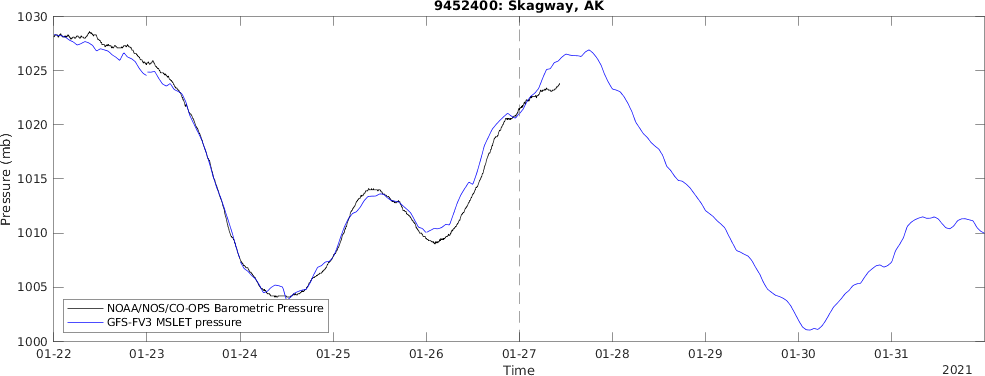 9452400: Skagway, AK
Pressure (mb)
1030
1025
1020
1015
1010
1005
1000
NOAA/NOS/CO-OPS Barometric Pressure
GFS-FV3 MSLET pressure
01-22 01-23 01-24 01-25 01-26 01-27 01-28 01-29 01-30 01-31
Time
2021